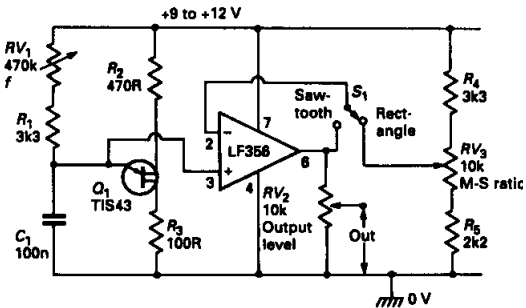 +9 to +12 V
RV1
470k
f
R1
3k3
R2
470R
Q1
TIS43
C1
100n
R3
100R
2
3
4
7
6
−
+
LF356
RV2
10k
Output
level
Out
Saw-
tooth
S1
Rect-
angle
R4
3k3
RV3
10k
M-S ratio
R5
2k2
0 V